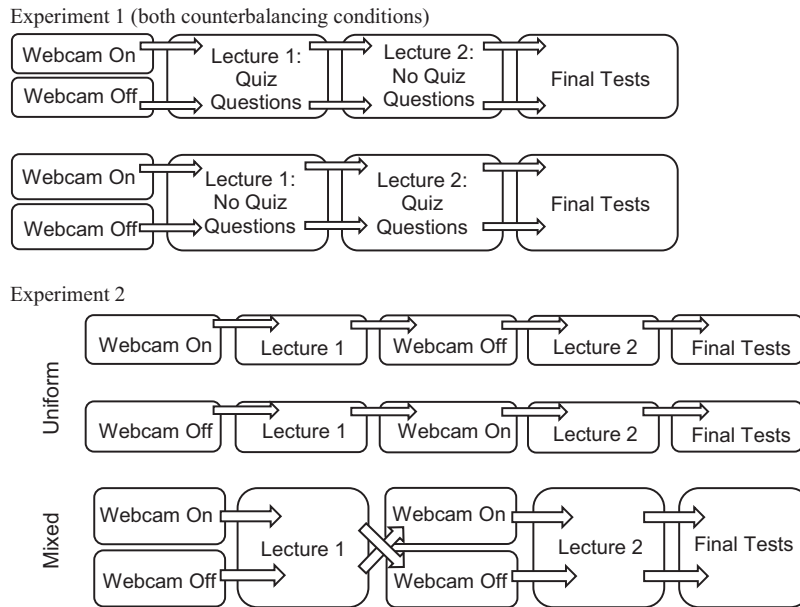 Experiment 1 (both counterbalancing conditions)
Webcam On
Webcam Off
Lecture 1:
Quiz
Questions
Lecture 2:
No Quiz
Questions
Final Tests
Webcam On
Webcam Off
Lecture 1:
No Quiz
Questions
Lecture 2:
Quiz
Questions
Final Tests
Experiment 2
Uniform
Webcam On
Lecture 1
Webcam Off
Lecture 2
Final Tests
Webcam Off
Lecture 1
Webcam On
Lecture 2
Final Tests
Mixed
Webcam On
Webcam Off
Lecture 1
Webcam On
Webcam Off
Lecture 2
Final Tests